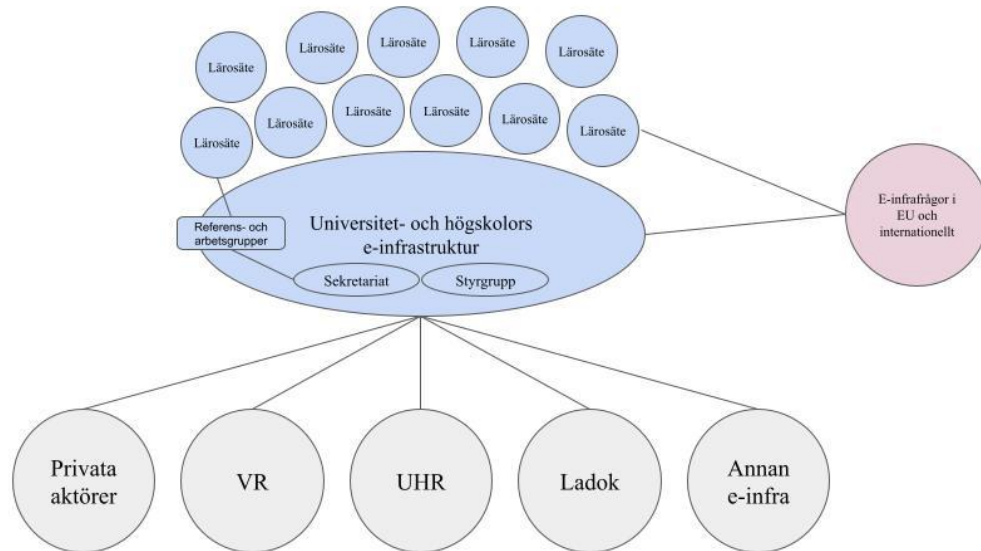 Lärosäte
Lärosäte
Lärosäte
Lärosäte
Lärosäte
Lärosäte
Lärosäte
Lärosäte
Lärosäte
Lärosäte
Lärosäte
E-infrafrågor i
EU och
internationellt
Referens- och
arbetsgrupper
Universitet- och högskolors
e-infrastruktur
Sekretariat
Styrgrupp
Privata
aktörer
VR
UHR
Ladok
Annan
e-infra